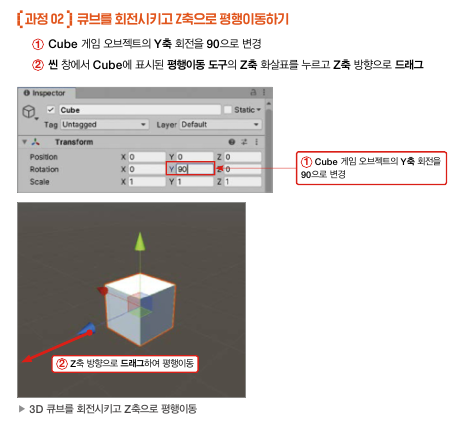 [과정 02] 큐브를 회전시키고 Z축으로 평행이동하기
① Cube 게임 오브젝트의 Y축 회전을 90으로 변경
② 씬 창에서 Cube에 표시된 평행이동 도구의 Z축 화살표를 누르고 Z축 방향으로 드래그
Inspector
Cube Static
Tag Untagged Layer Default
Transform
Position X 0 Y 0 Z 0
Rotation X 0 Y 90 Z 0
Scale X 1 Y 1 Z 1
① Cube 게임 오브젝트의 Y축 회전을
90으로 변경
② Z축 방향으로 드래그하여 평행이동
▶ 3D 큐브를 회전시키고 Z축으로 평행이동